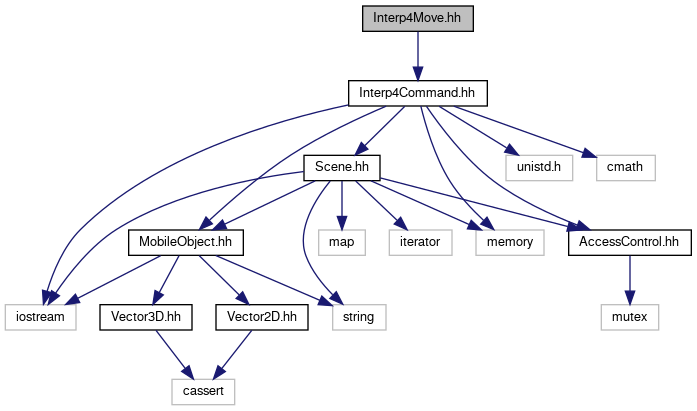 Interp4Move.hh
Interp4Command.hh
Scene.hh
unistd.h
cmath
MobileObject.hh
map
iterator
memory
AccessControl.hh
iostream
Vector3D.hh
Vector2D.hh
string
mutex
cassert